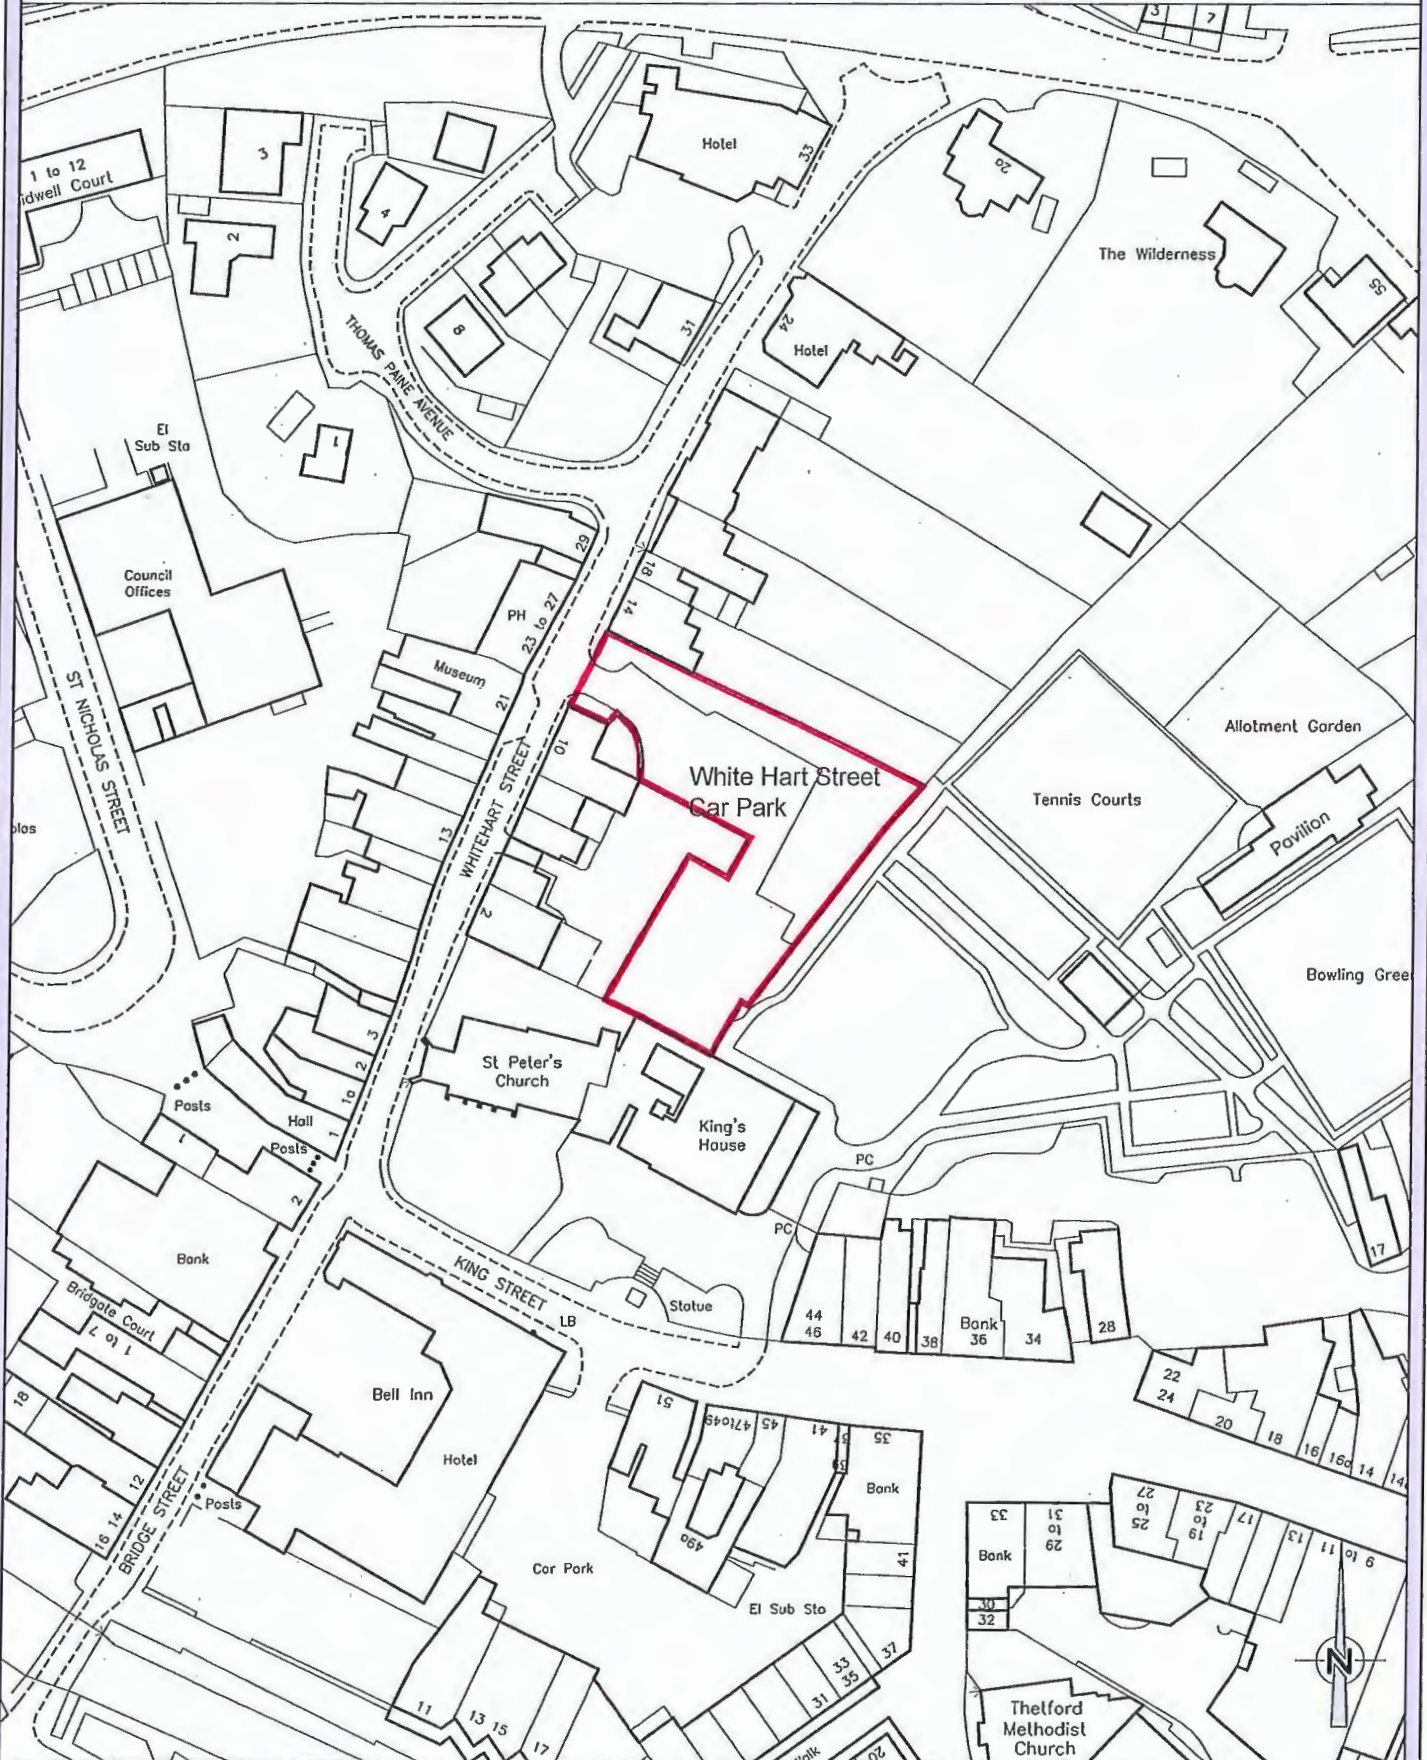 3
7
1 to 12
idwell Court
3
Hotel
33
20
4
2
The Wilderness
55
8
31
24
Hotel
THOMAS PAINE AVENUE
El
Sub Sta
1
29
18
Council
Offices
PH
23 to 27
14
Museum
21
ST NICHOLAS STREET
10
WHITEHART STREET
White Hart Street
Car Park
Allotment Garden
Tennis Courts
Pavilion
13
2
Bowling Gree
3
St Peter's
Church
2
1a
Posts
Hall
1
King's
House
Posts
1
PC
2
PC
17
Bank
KING STREET
Statue
LB
Bridgate Court
1 to 7
44
46
42
40
38
Bank
36
34
28
22
24
20
18
16
16a
14
14a
Bell Inn
18
51
47to49
45
41
39
35
Hotel
Bank
12
Posts
16 14
BRIDGE STREET
49a
41
Car Park
El Sub Sta
33
31
to
29
27
to
25
23
to
19
17
13
9 to 11
Bank
30
32
37
33
35
31
11
13 15
17
N
Thetford
Methodist
Church